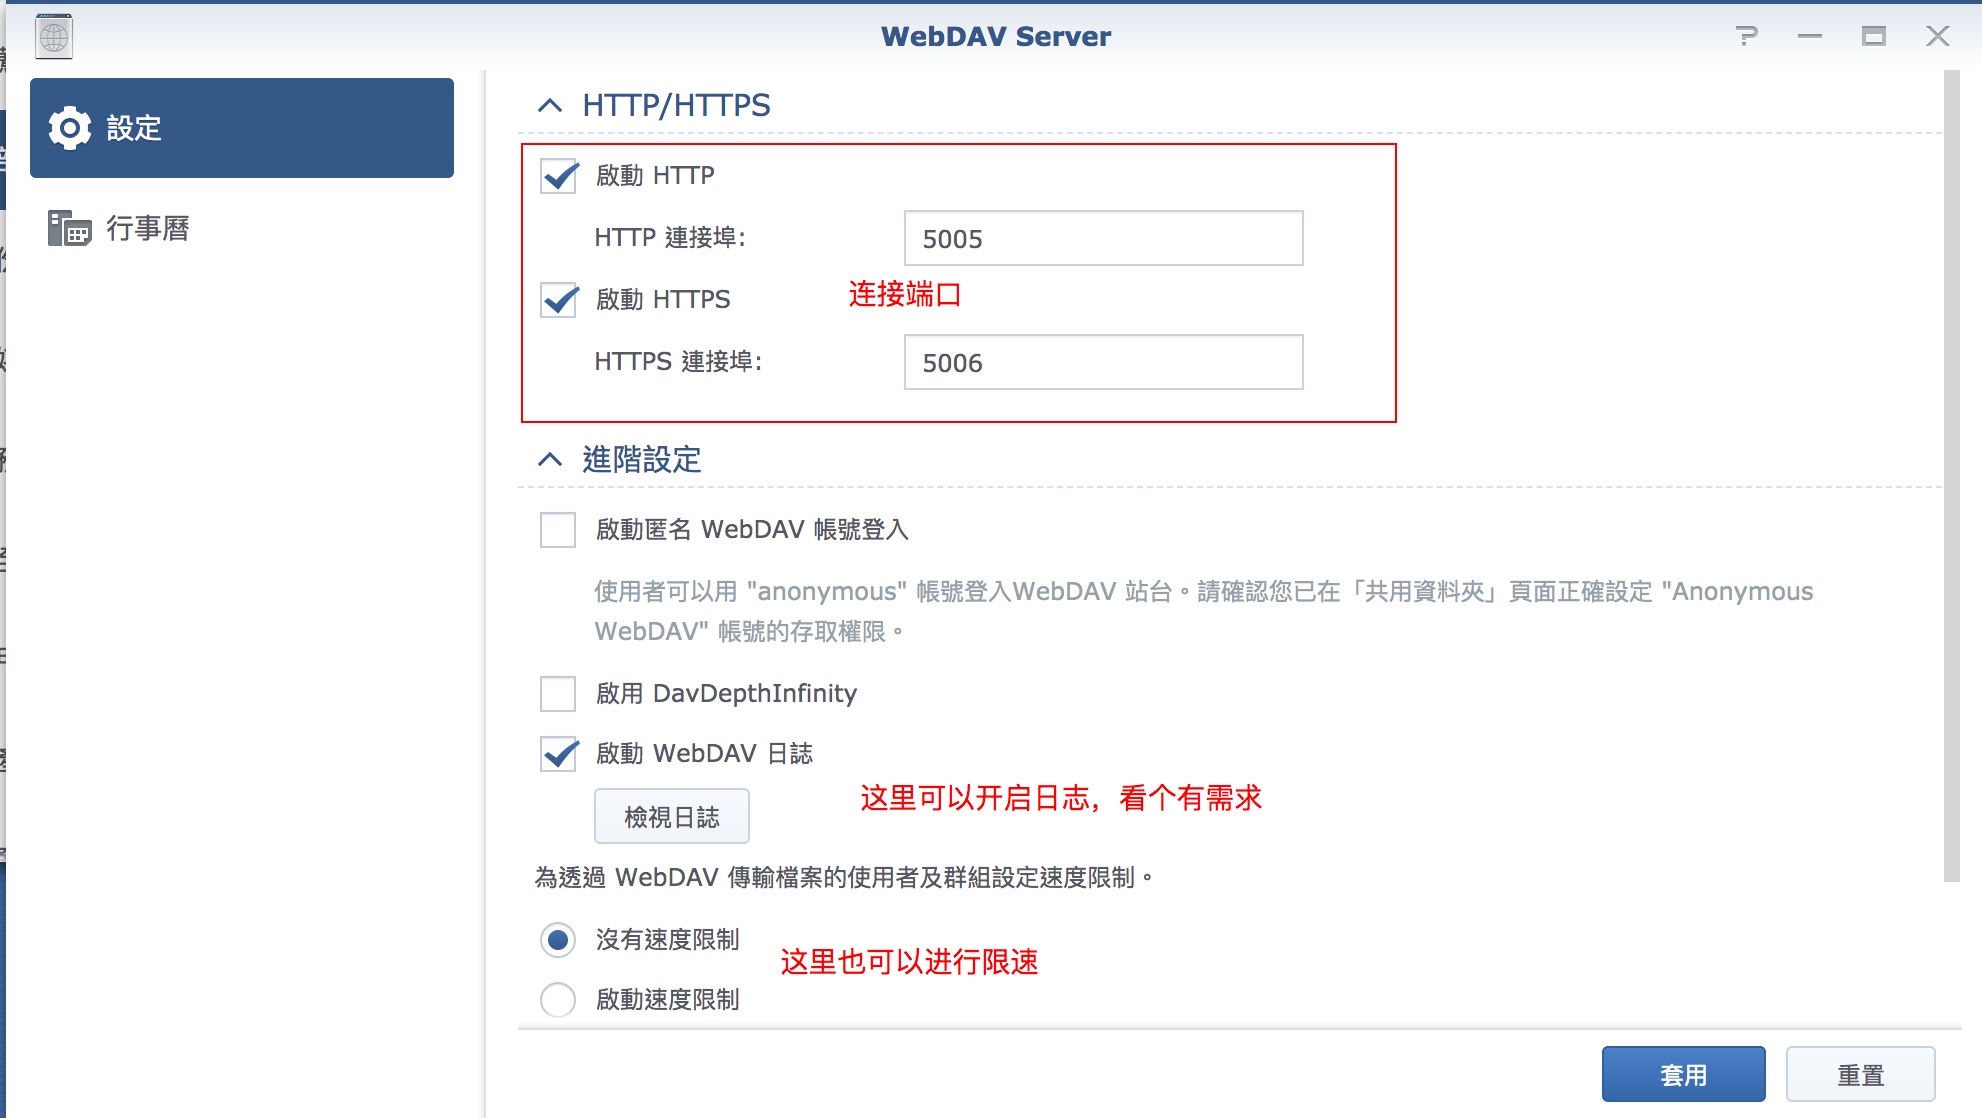 WebDAV Server
設定
行事曆
HTTP/HTTPS
啟動 HTTP
HTTP 連接埠:
5005
啟動 HTTPS
连接端口
HTTPS 連接埠:
5006
進階設定
啟動匿名 WebDAV 帳號登入
使用者可以用 "anonymous" 帳號登入WebDAV 站台。請確認您已在「共用資料夾」頁面正確設定 "Anonymous
WebDAV" 帳號的存取權限。
啟用 DavDepthInfinity
啟動 WebDAV 日誌
这里可以开启日志，看个有需求
檢視日誌
為透過 WebDAV 傳輸檔案的使用者及群組設定速度限制。
沒有速度限制
这里也可以进行限速
啟動速度限制
套用
重置